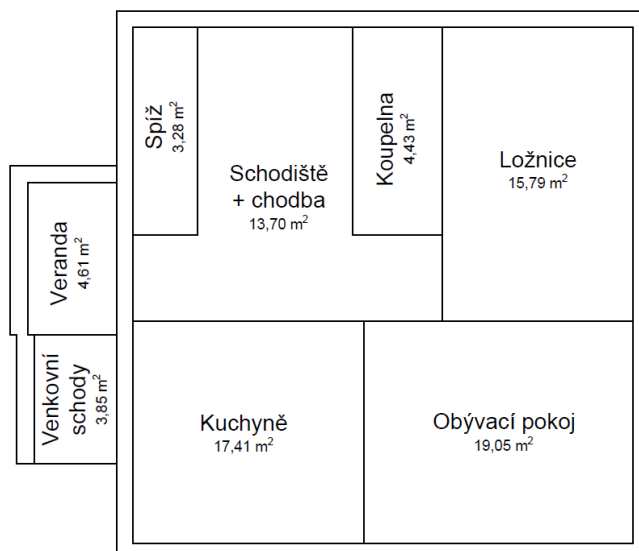 Spíž
3,28 m²
Schodiště
+ chodba
13,70 m²
Koupelna
4,43 m²
Ložnice
15,79 m²
Veranda
4,61 m²
Venkovní
schody
3,85 m²
Kuchyně
17,41 m²
Obývací pokoj
19,05 m²